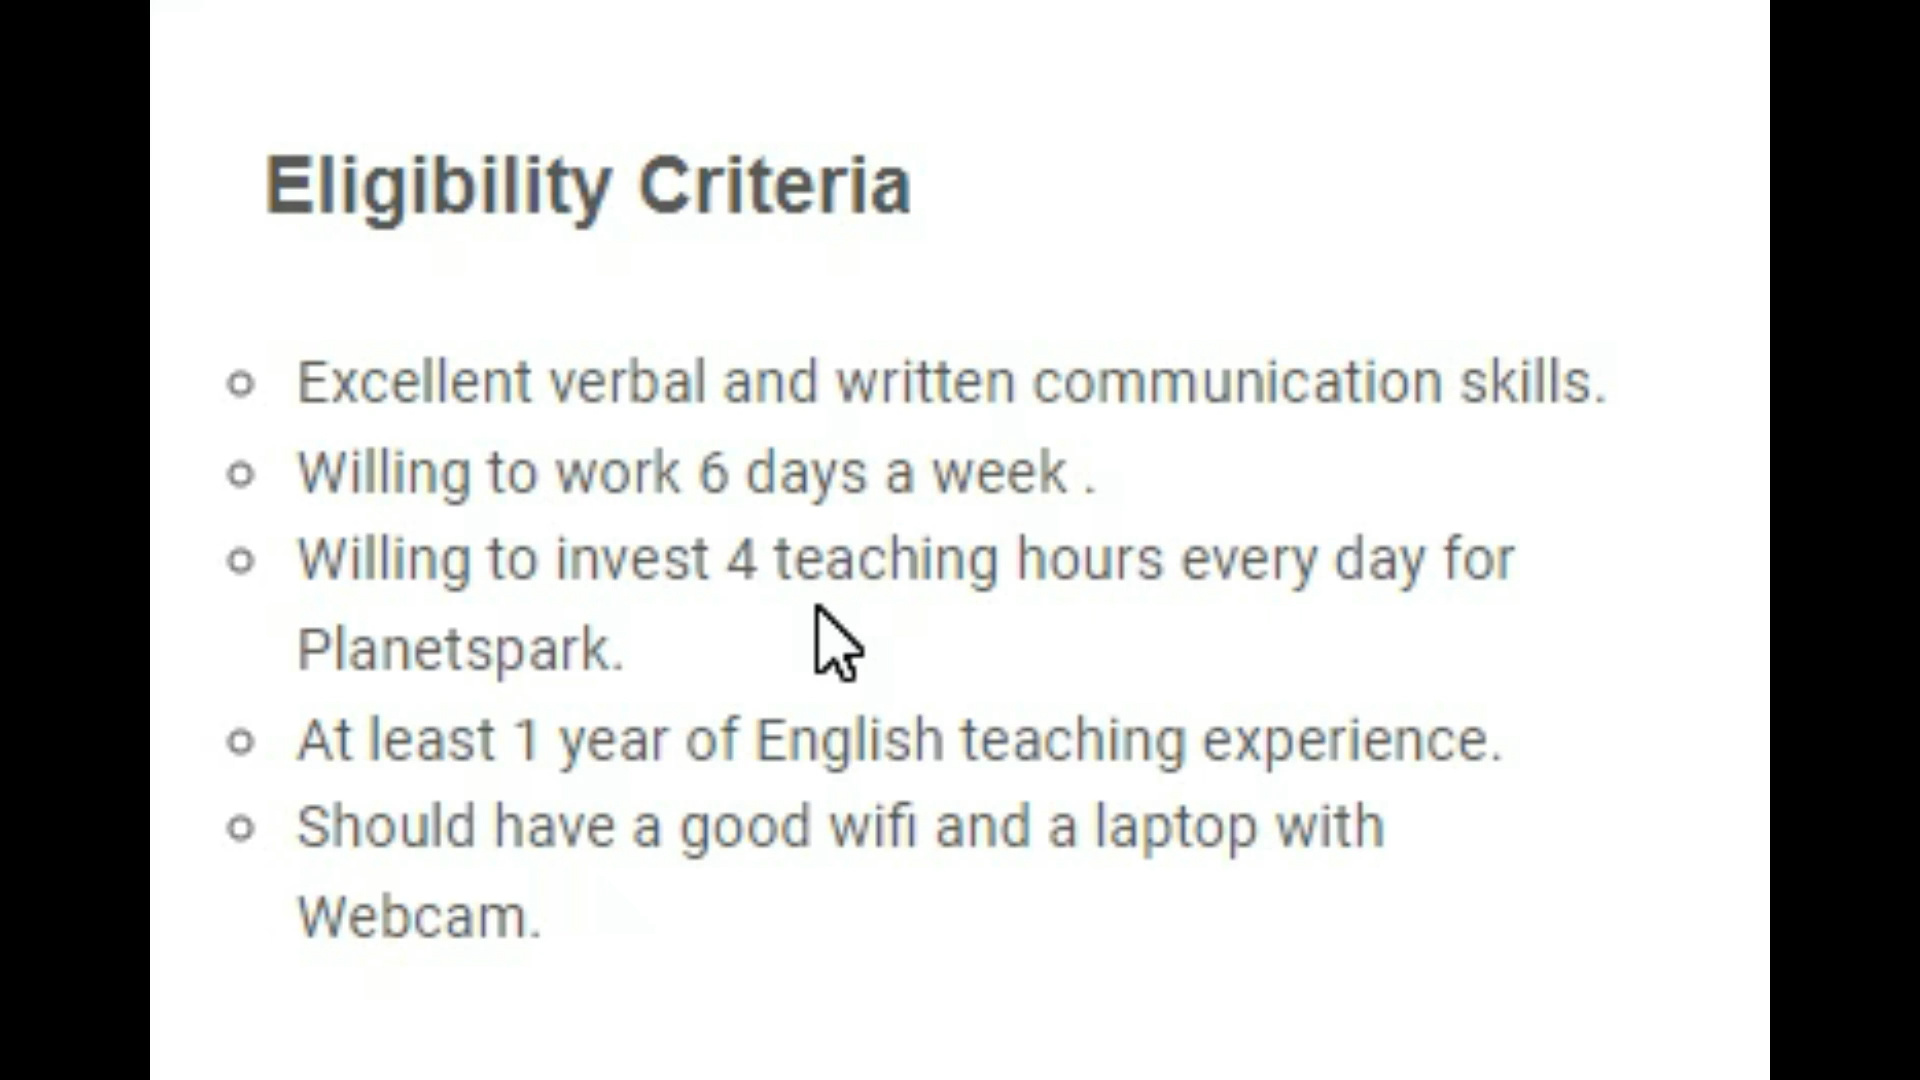 Eligibility Criteria
Excellent verbal and written communication skills.
Willing to work 6 days a week .
Willing to invest 4 teaching hours every day for
Planetspark.
At least 1 year of English teaching experience.
Should have a good wifi and a laptop with
Webcam.